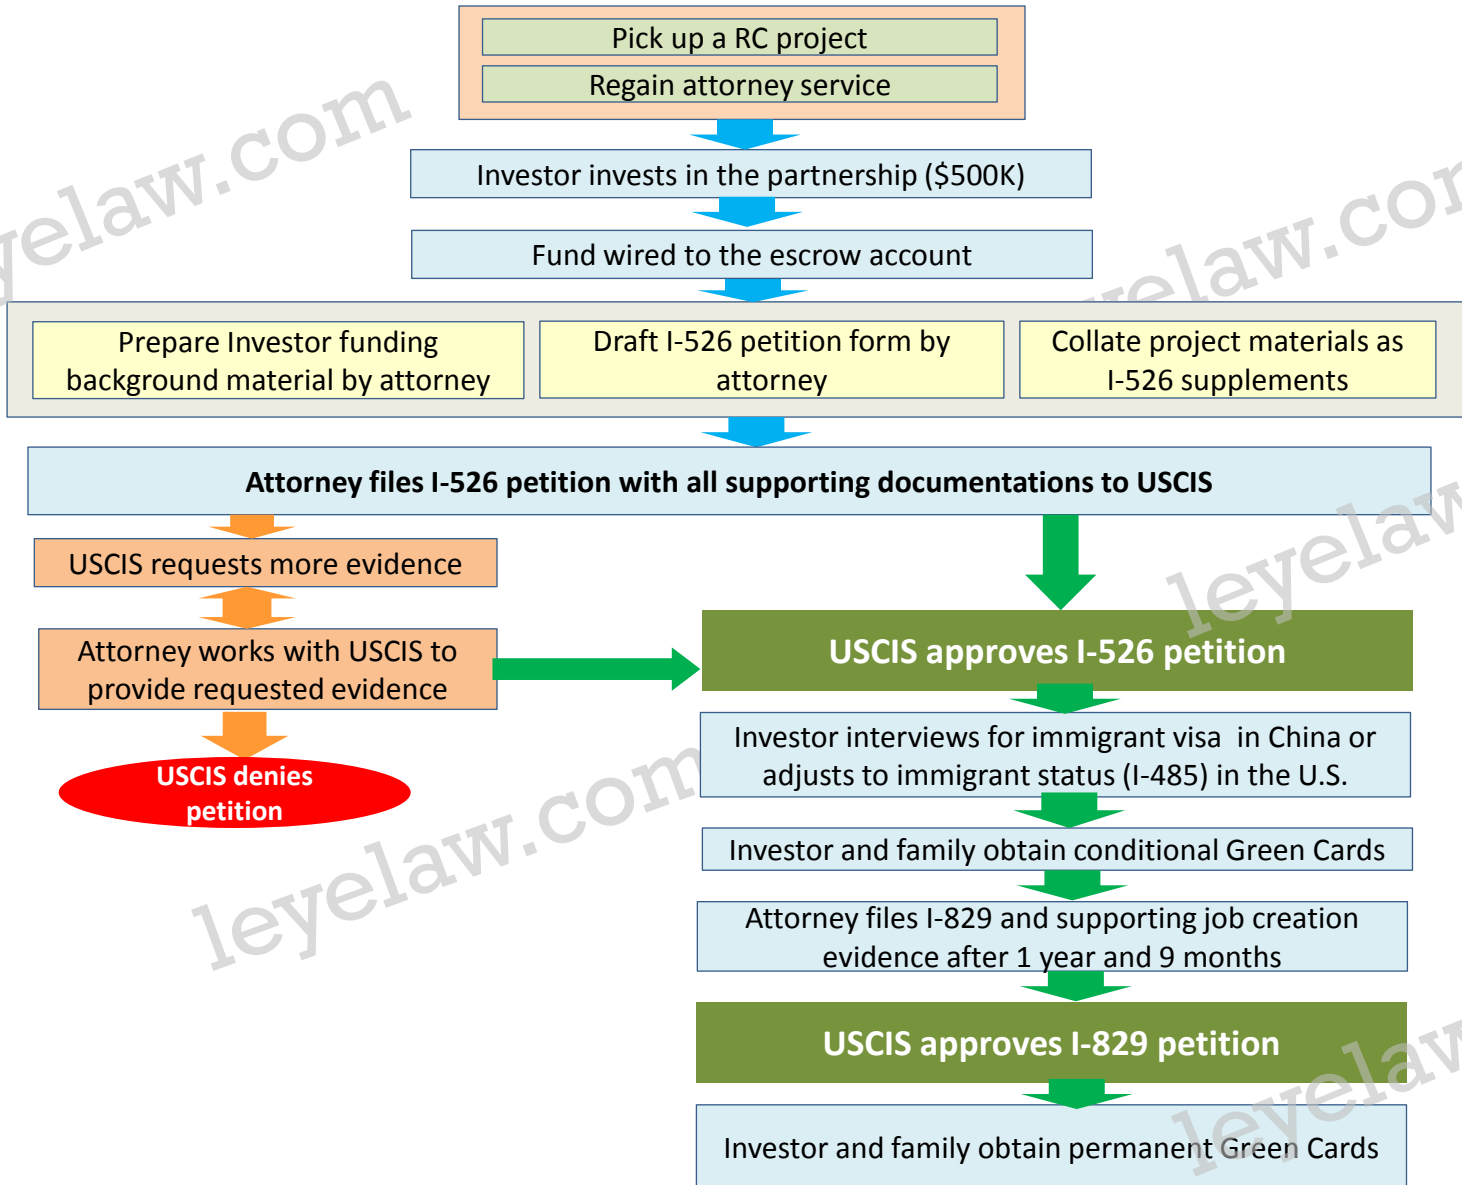 Pick up a RC project
Regain attorney service
Investor invests in the partnership ($500K)
Fund wired to the escrow account
Prepare Investor funding
background material by attorney
Draft I-526 petition form by
attorney
Collate project materials as
I-526 supplements
Attorney files I-526 petition with all supporting documentations to USCIS
USCIS requests more evidence
Attorney works with USCIS to
provide requested evidence
USCIS denies
petition
USCIS approves I-526 petition
Investor interviews for immigrant visa  in China or
adjusts to immigrant status (I-485) in the U.S.
Investor and family obtain conditional Green Cards
Attorney files I-829 and supporting job creation
evidence after 1 year and 9 months
USCIS approves I-829 petition
Investor and family obtain permanent Green Cards
yelaw.com
yelaw.com
leyelaw
leyelaw.com
leyelaw